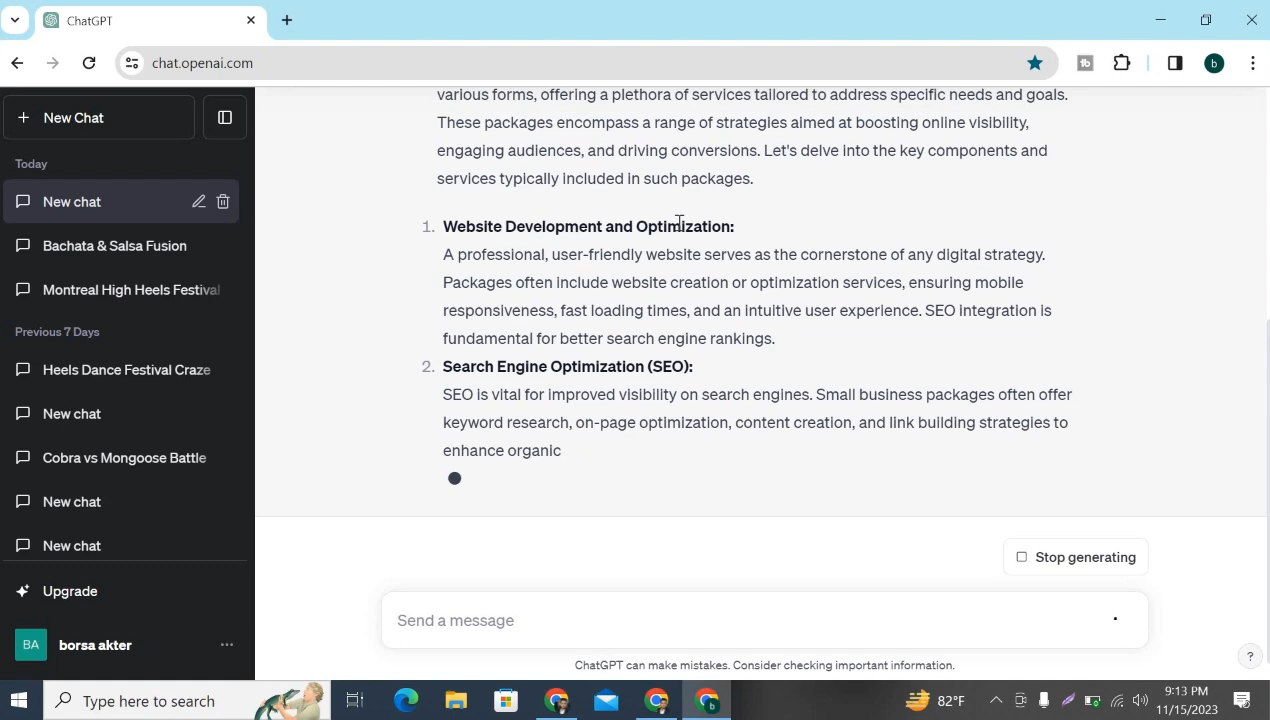 ChatGPT
chat.openai.com
New Chat
Today
New chat
Bachata & Salsa Fusion
Montreal High Heels Festival
Previous 7 Days
Heels Dance Festival Craze
New chat
Cobra vs Mongoose Battle
New chat
New chat
Upgrade
BA borsa akter
various forms, offering a plethora of services tailored to address specific needs and goals.
These packages encompass a range of strategies aimed at boosting online visibility,
engaging audiences, and driving conversions. Let's delve into the key components and
services typically included in such packages.
1. Website Development and Optimization:
A professional, user-friendly website serves as the cornerstone of any digital strategy.
Packages often include website creation or optimization services, ensuring mobile
responsiveness, fast loading times, and an intuitive user experience. SEO integration is
fundamental for better search engine rankings.
2. Search Engine Optimization (SEO):
SEO is vital for improved visibility on search engines. Small business packages often offer
keyword research, on-page optimization, content creation, and link building strategies to
enhance organic
Stop generating
Send a message
ChatGPT can make mistakes. Consider checking important information.
?
Type here to search
82°F
9:13 PM
11/15/2023